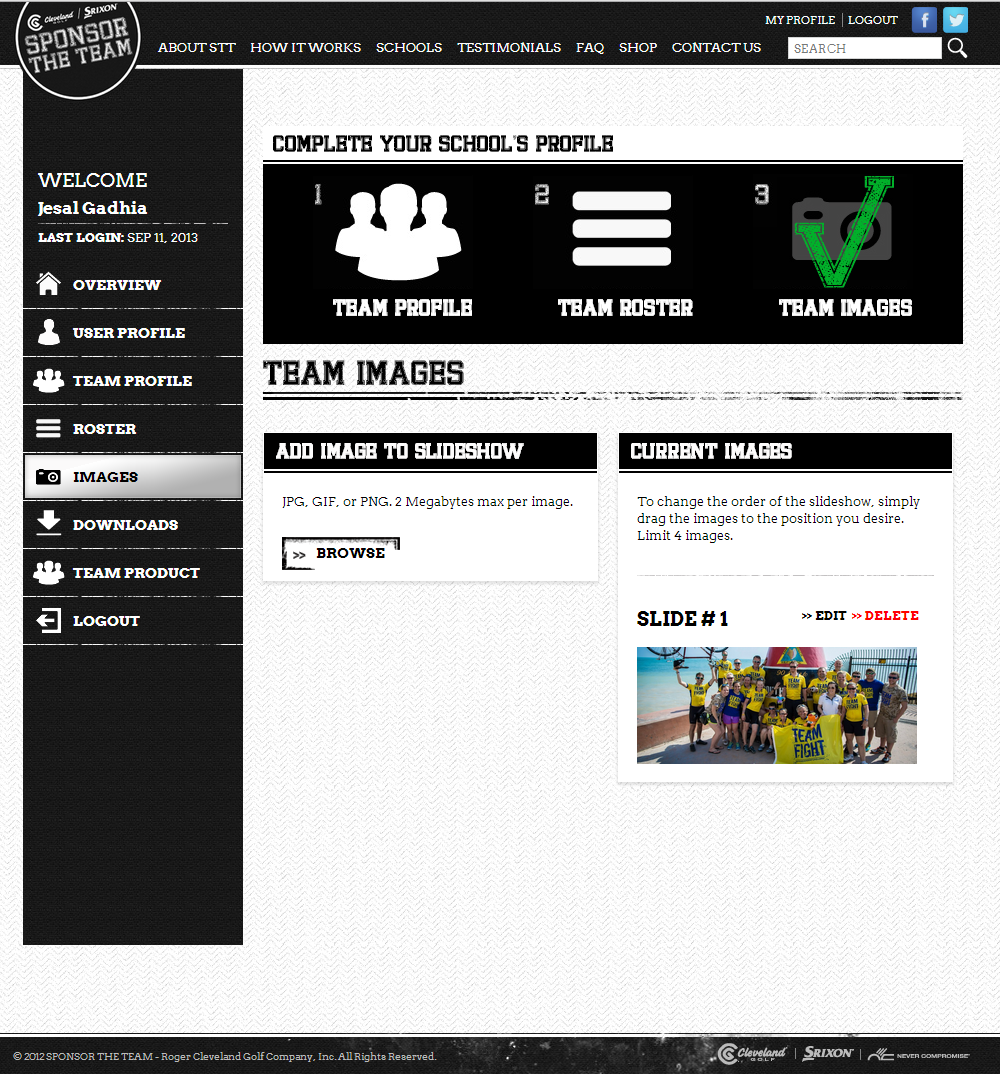 Cleveland GOLF | SRIXON
SPONSOR
THE TEAM
MY PROFILE | LOGOUT
ABOUT STT HOW IT WORKS SCHOOLS TESTIMONIALS FAQ SHOP CONTACT US
SEARCH
WELCOME
Jesal Gadhia
LAST LOGIN: SEP 11, 2013
OVERVIEW
USER PROFILE
TEAM PROFILE
ROSTER
IMAGES
DOWNLOADS
TEAM PRODUCT
LOGOUT
COMPLETE YOUR SCHOOL'S PROFILE
1 2 3
TEAM PROFILE TEAM ROSTER TEAM IMAGES
TEAM IMAGES
ADD IMAGE TO SLIDESHOW
JPG, GIF, or PNG. 2 Megabytes max per image.
>> BROWSE
CURRENT IMAGES
To change the order of the slideshow, simply
drag the images to the position you desire.
Limit 4 images.
SLIDE # 1 >> EDIT >> DELETE
TEAM
FIGHT
© 2012 SPONSOR THE TEAM - Roger Cleveland Golf Company, Inc. All Rights Reserved.
Cleveland GOLF | SRIXON | NEVER COMPROMISE